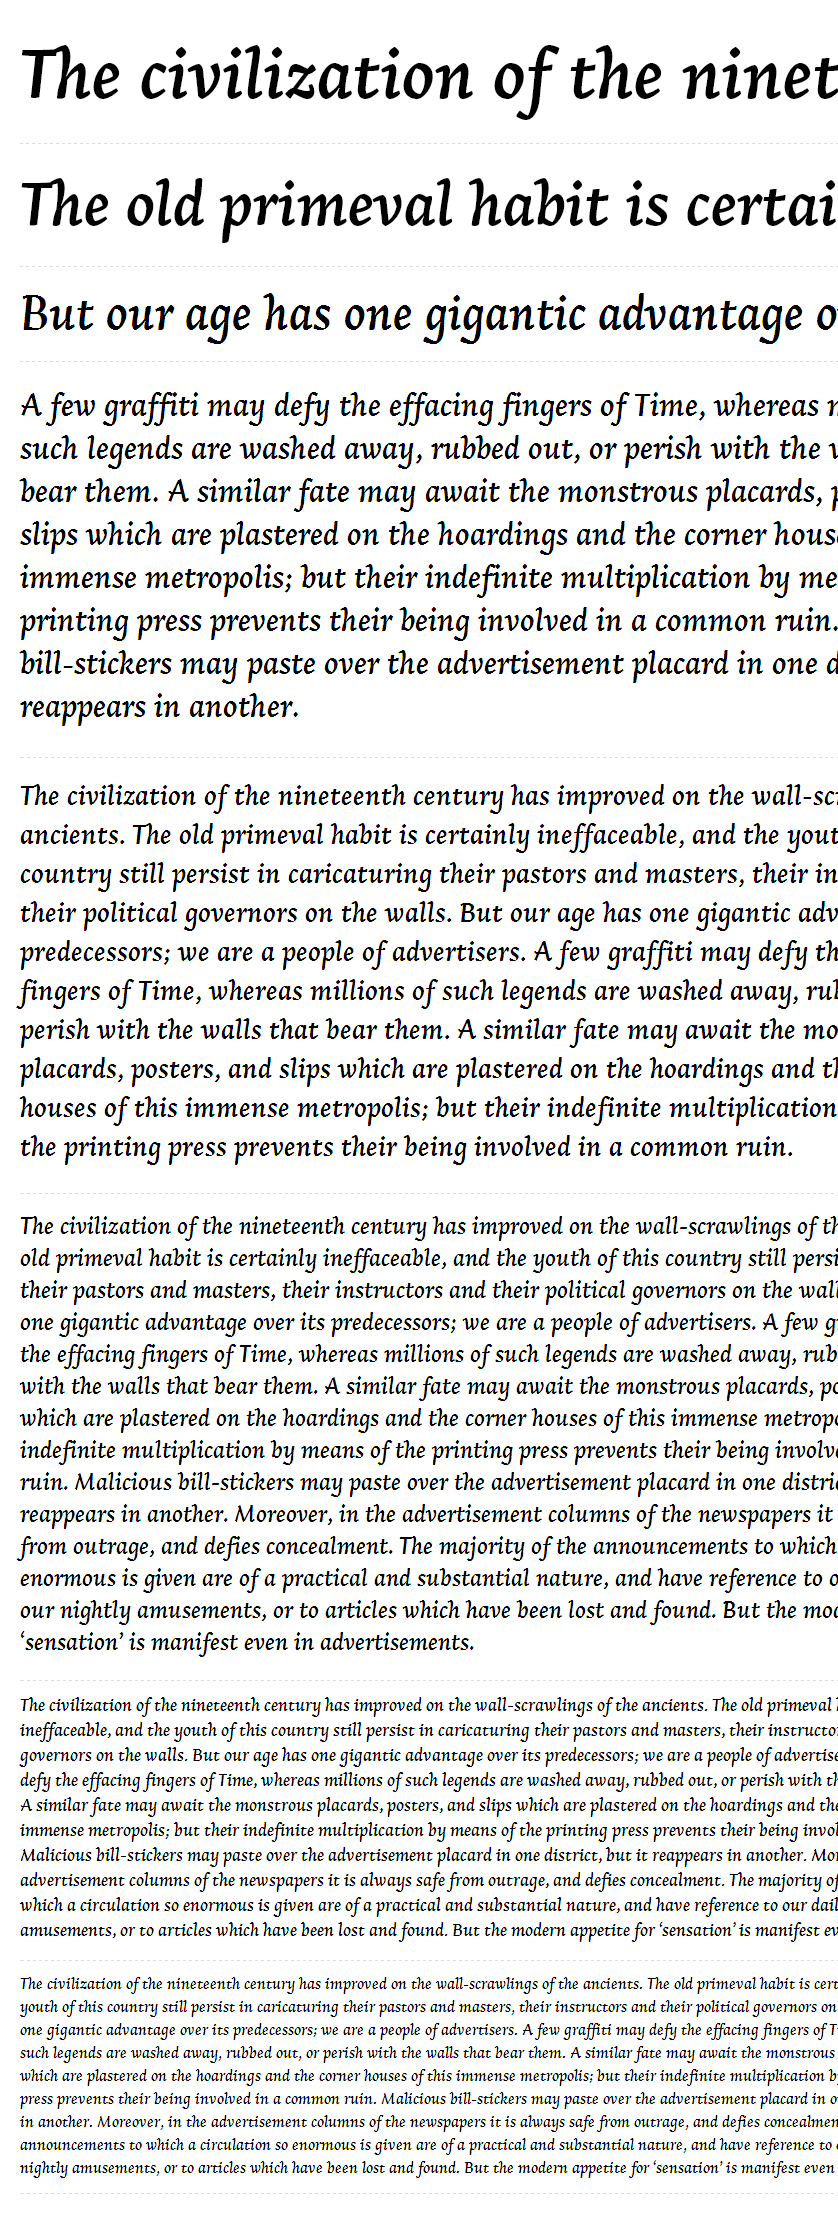 The civilization of the ninet
The old primeval habit is certai
But our age has one gigantic advantage o
A few graffiti may defy the effacing fingers of Time, whereas
such legends are washed away, rubbed out, or perish with the
bear them. A similar fate may await the monstrous placards,
slips which are plastered on the hoardings and the corner hous
immense metropolis; but their indefinite multiplication by me
printing press prevents their being involved in a common ruin.
bill-stickers may paste over the advertisement placard in one d
reappears in another.
The civilization of the nineteenth century has improved on the wall-scr
ancients. The old primeval habit is certainly ineffaceable, and the yout
country still persist in caricaturing their pastors and masters, their in
their political governors on the walls. But our age has one gigantic adv
predecessors; we are a people of advertisers. A few graffiti may defy th
fingers of Time, whereas millions of such legends are washed away, rub
perish with the walls that bear them. A similar fate may await the mo
placards, posters, and slips which are plastered on the hoardings and th
houses of this immense metropolis; but their indefinite multiplication
the printing press prevents their being involved in a common ruin.
The civilization of the nineteenth century has improved on the wall-scrawlings of th
old primeval habit is certainly ineffaceable, and the youth of this country still persi
their pastors and masters, their instructors and their political governors on the wall
one gigantic advantage over its predecessors; we are a people of advertisers. A few g
the effacing fingers of Time, whereas millions of such legends are washed away, rub
with the walls that bear them. A similar fate may await the monstrous placards, po
which are plastered on the hoardings and the corner houses of this immense metropo
indefinite multiplication by means of the printing press prevents their being involv
ruin. Malicious bill-stickers may paste over the advertisement placard in one distri
reappears in another. Moreover, in the advertisement columns of the newspapers it
from outrage, and defies concealment. The majority of the announcements to which
enormous is given are of a practical and substantial nature, and have reference to o
our nightly amusements, or to articles which have been lost and found. But the mod
‘sensation’ is manifest even in advertisements.
The civilization of the nineteenth century has improved on the wall-scrawlings of the ancients. The old primeval
ineffaceable, and the youth of this country still persist in caricaturing their pastors and masters, their instructo
governors on the walls. But our age has one gigantic advantage over its predecessors; we are a people of advertise
defy the effacing fingers of Time, whereas millions of such legends are washed away, rubbed out, or perish with th
A similar fate may await the monstrous placards, posters, and slips which are plastered on the hoardings and the
immense metropolis; but their indefinite multiplication by means of the printing press prevents their being invol
Malicious bill-stickers may paste over the advertisement placard in one district, but it reappears in another. Mor
advertisement columns of the newspapers it is always safe from outrage, and defies concealment. The majority of
which a circulation so enormous is given are of a practical and substantial nature, and have reference to our dail
amusements, or to articles which have been lost and found. But the modern appetite for ‘sensation’ is manifest ev
The civilization of the nineteenth century has improved on the wall-scrawlings of the ancients. The old primeval habit is cert
youth of this country still persist in caricaturing their pastors and masters, their instructors and their political governors on
one gigantic advantage over its predecessors; we are a people of advertisers. A few graffiti may defy the effacing fingers of T
such legends are washed away, rubbed out, or perish with the walls that bear them. A similar fate may await the monstrous
which are plastered on the hoardings and the corner houses of this immense metropolis; but their indefinite multiplication b
press prevents their being involved in a common ruin. Malicious bill-stickers may paste over the advertisement placard in o
in another. Moreover, in the advertisement columns of the newspapers it is always safe from outrage, and defies concealmen
announcements to which a circulation so enormous is given are of a practical and substantial nature, and have reference to
nightly amusements, or to articles which have been lost and found. But the modern appetite for ‘sensation’ is manifest even